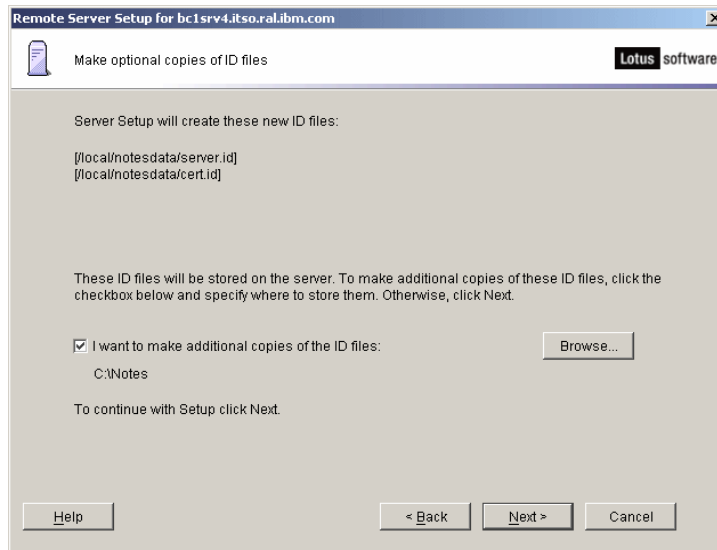 Remote Server Setup for bc1srv4.itso.ral.ibm.com
Make optional copies of ID files
Lotus software
Server Setup will create these new ID files:
[/local/notesdata/server.id]
[/local/notesdata/cert.id]
These ID files will be stored on the server. To make additional copies of these ID files, click the
checkbox below and specify where to store them. Otherwise, click Next.
I want to make additional copies of the ID files:
Browse...
C:\Notes
To continue with Setup click Next.
Help
< Back
Next >
Cancel